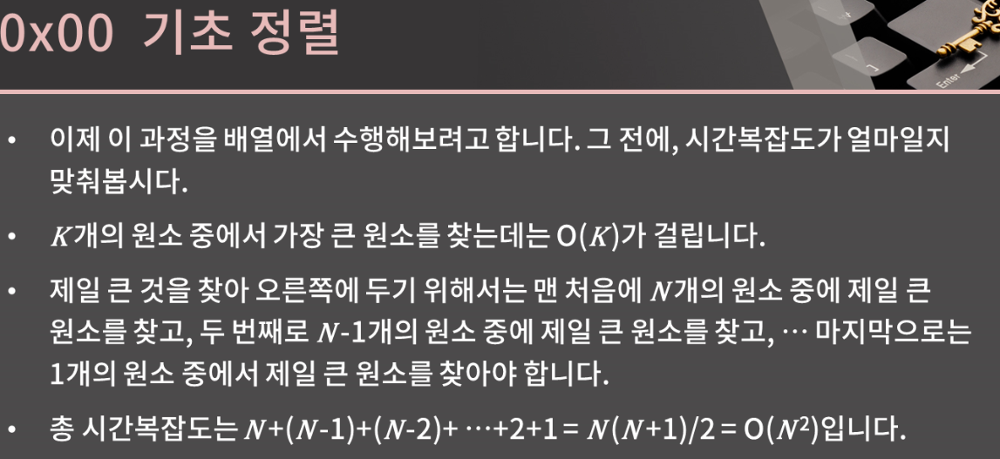 0x00 기초 정렬
Enter
• 이제 이 과정을 배열에서 수행해보려고 합니다. 그 전에, 시간복잡도가 얼마일지
맞춰봅시다.
• K개의 원소 중에서 가장 큰 원소를 찾는데는 O(K)가 걸립니다.
• 제일 큰 것을 찾아 오른쪽에 두기 위해서는 맨 처음에 N개의 원소 중에 제일 큰
원소를 찾고, 두 번째로 N-1개의 원소 중에 제일 큰 원소를 찾고, … 마지막으로는
1개의 원소 중에서 제일 큰 원소를 찾아야 합니다.
• 총 시간복잡도는 N+(N-1)+(N-2)+ …+2+1 = N(N+1)/2 = O(N²)입니다.